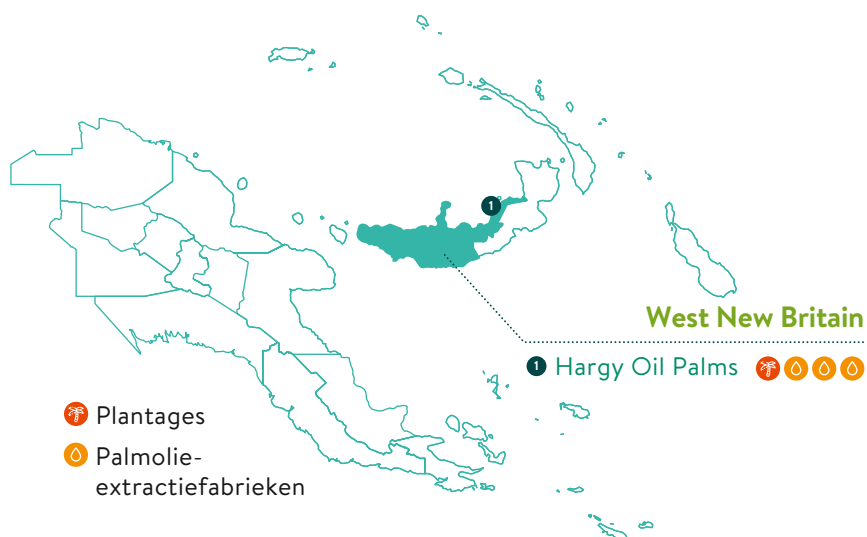 1
West New Britain
1 Hargy Oil Palms
Plantages
Palmolie-
extractiefabrieken